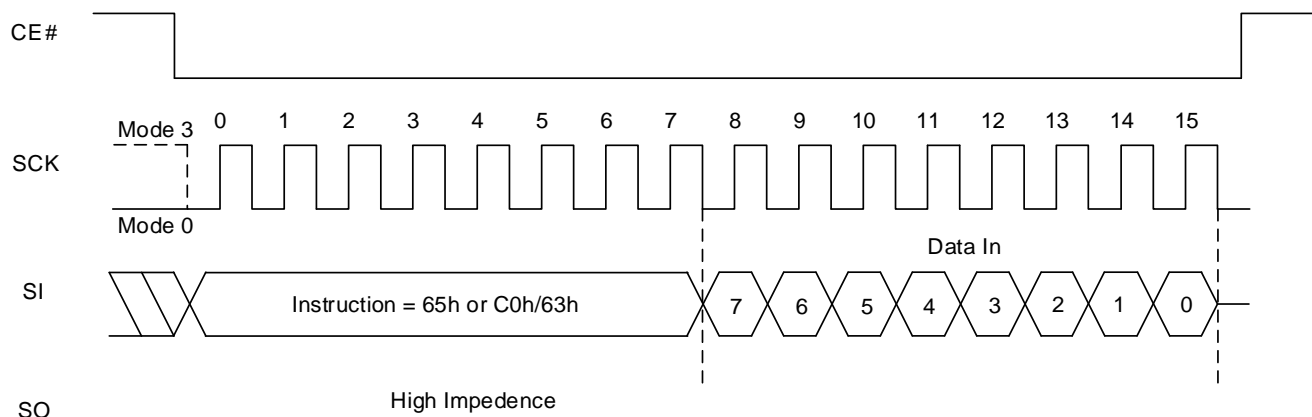 CE#
0 1 2 3 4 5 6 7 8 9 10 11 12 13 14 15
Mode 3
SCK
Mode 0
Data In
SI
Instruction = 65h or C0h/63h
7 6 5 4 3 2 1 0
High Impedence
SO